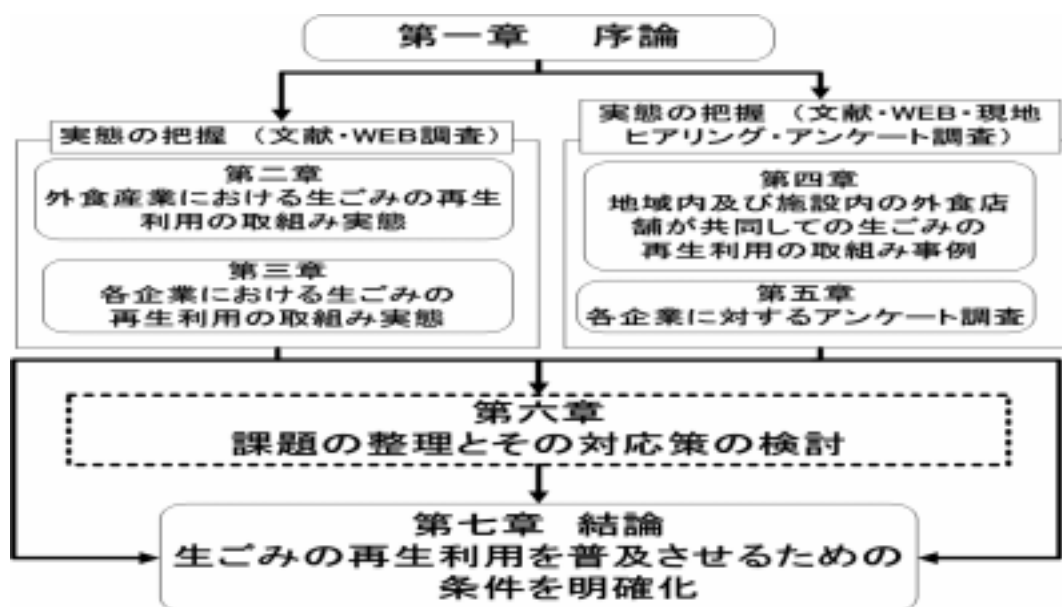 第一章 序論
実態の把握 (文献・WEB調査)
第二章
外食産業における生ごみの再生
利用の取組み実態
第三章
各企業における生ごみの
再生利用の取組み実態
実態の把握 (文献・WEB・現地
ヒアリング・アンケート調査)
第四章
地域内及び施設内の外食店
舗が共同しての生ごみの
再生利用の取組み事例
第五章
各企業に対するアンケート調査
第六章
課題の整理とその対応策の検討
第七章 結論
生ごみの再生利用を普及させるための
条件を明確化